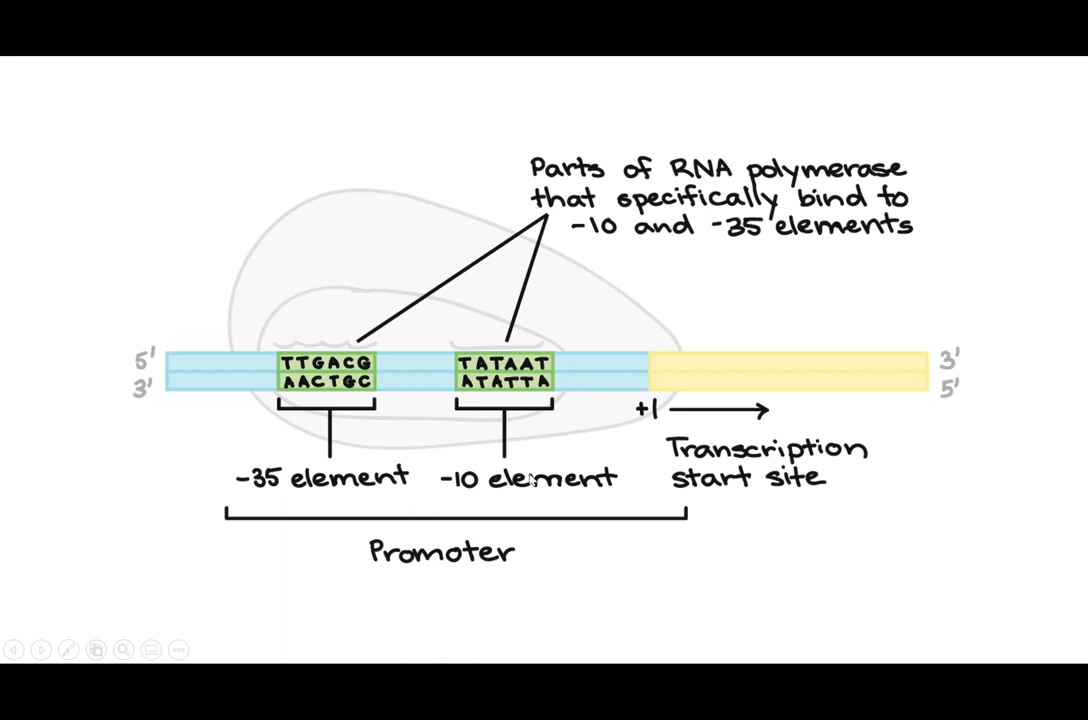 Parts of RNA polymerase
that specifically bind to
-10 and -35 elements
5' TTGACG TATAAT 3'
3' AACTGC ATATTA 5'
+1
Transcription
start site
-35 element -10 element
Promoter